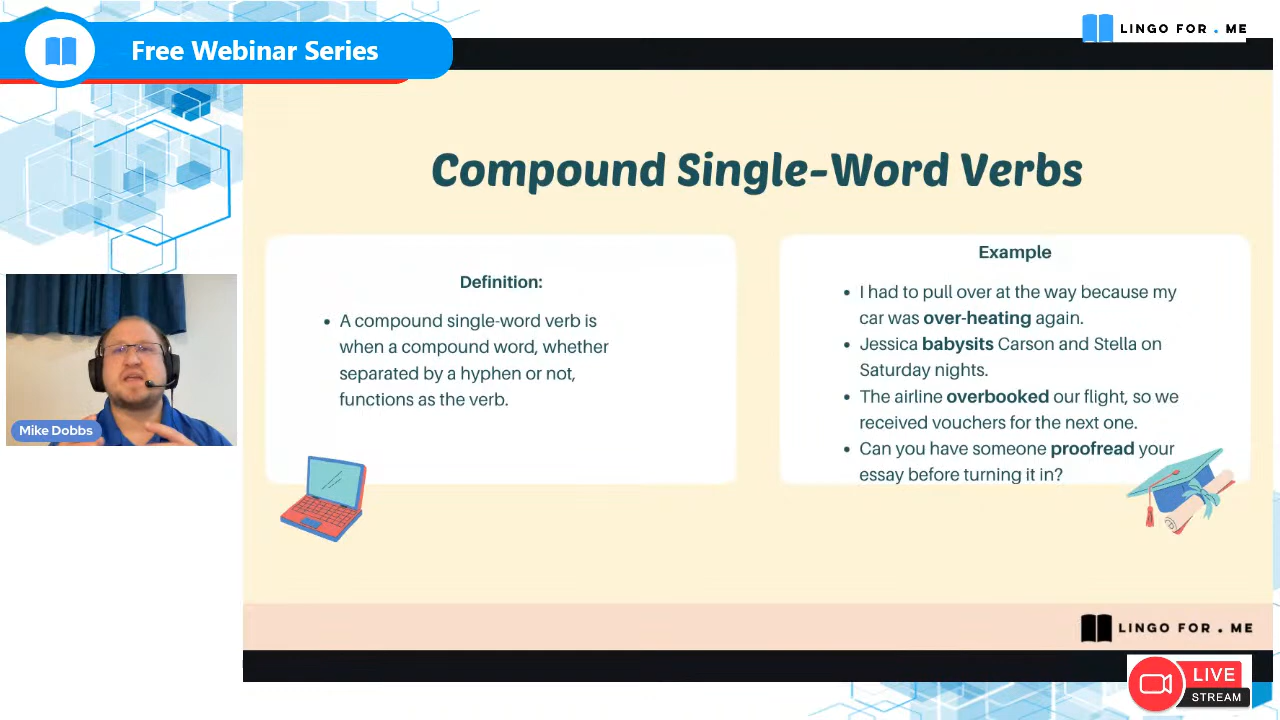 Free Webinar Series
LINGO FOR . ME
Compound Single-Word Verbs
Definition:
• A compound single-word verb is
when a compound word, whether
separated by a hyphen or not,
functions as the verb.
Example
• I had to pull over at the way because my
car was over-heating again.
• Jessica babysits Carson and Stella on
Saturday nights.
• The airline overbooked our flight, so we
received vouchers for the next one.
• Can you have someone proofread your
essay before turning it in?
Mike Dobbs
LINGO FOR . ME
LIVE
STREAM